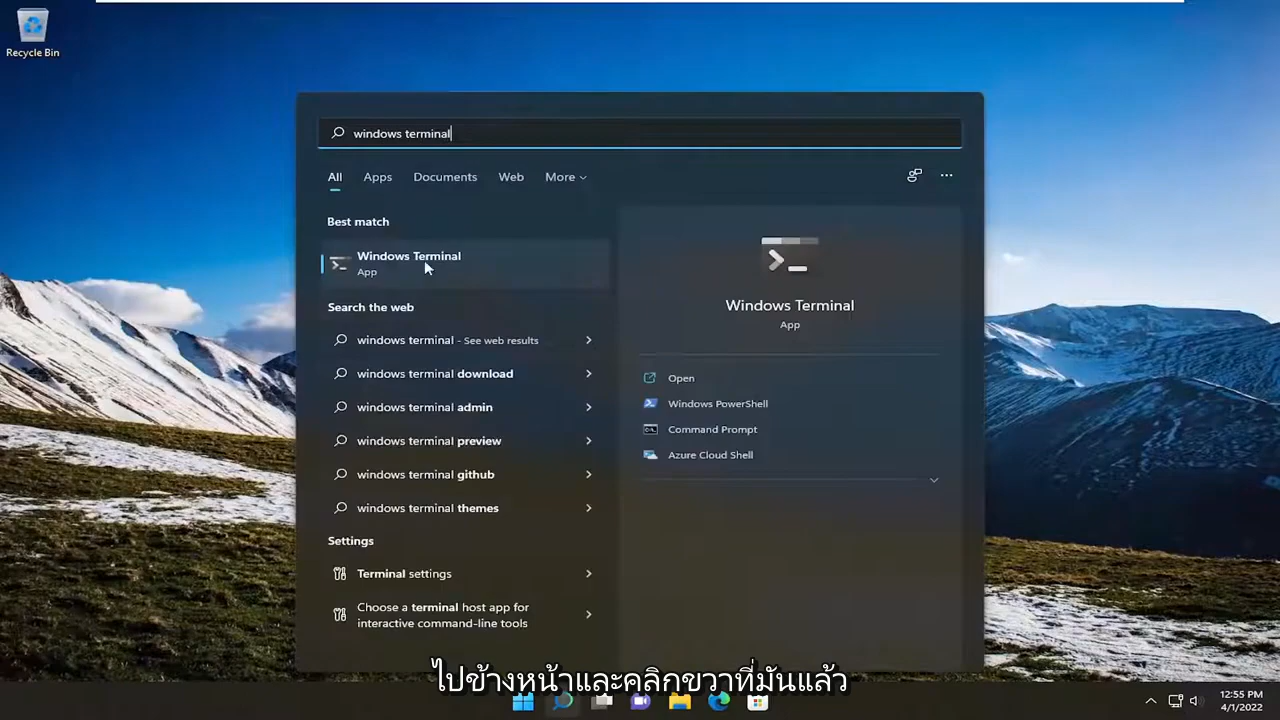 Recycle Bin
windows terminal
All Apps Documents Web More
Best match
Windows Terminal
App
Search the web
windows terminal - See web results
windows terminal download
windows terminal admin
windows terminal preview
windows terminal github
windows terminal themes
Settings
Terminal settings
Choose a terminal host app for
interactive command-line tools
Windows Terminal
App
Open
Windows PowerShell
Command Prompt
Azure Cloud Shell
ไปข้างหน้าและคลิกขวาที่มันแล้ว
12:55 PM
4/1/2022